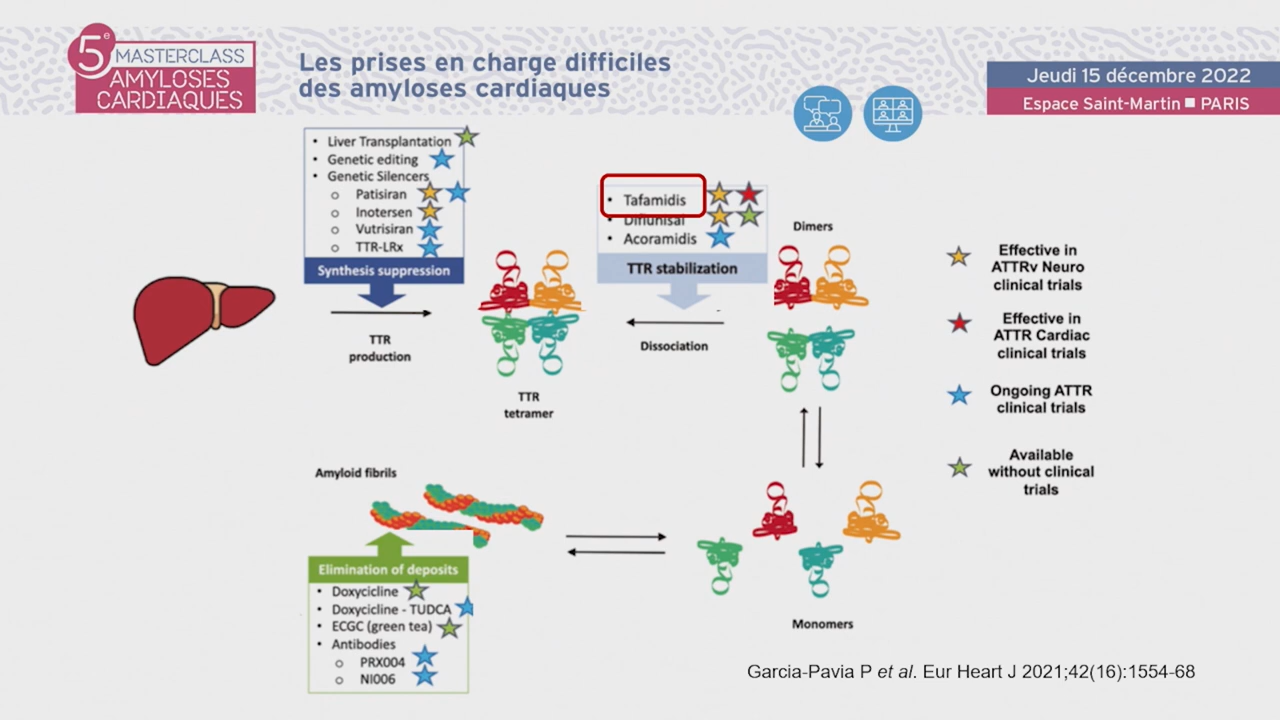 5e
MASTERCLASS
AMYLOSES
CARDIAQUES
Les prises en charge difficiles
des amyloses cardiaques
Jeudi 15 décembre 2022
Espace Saint-Martin ■ PARIS
• Liver Transplantation
• Genetic editing
• Genetic Silencers
o Patisiran
o Inotersen
o Vutrisiran
o TTR-LRx
Synthesis suppression
TTR
production
TTR
tetramer
• Tafamidis
• Diflunisal
• Acoramidis
TTR stabilization
Dissociation
Dimers
Monomers
Amyloid fibrils
Elimination of deposits
• Doxycicline
• Doxycicline - TUDCA
• ECGC (green tea)
• Antibodies
o PRX004
o NI006
Effective in
ATTRv Neuro
clinical trials
Effective in
ATTR Cardiac
clinical trials
Ongoing ATTR
clinical trials
Available
without clinical
trials
Garcia-Pavia P et al. Eur Heart J 2021;42(16):1554-68